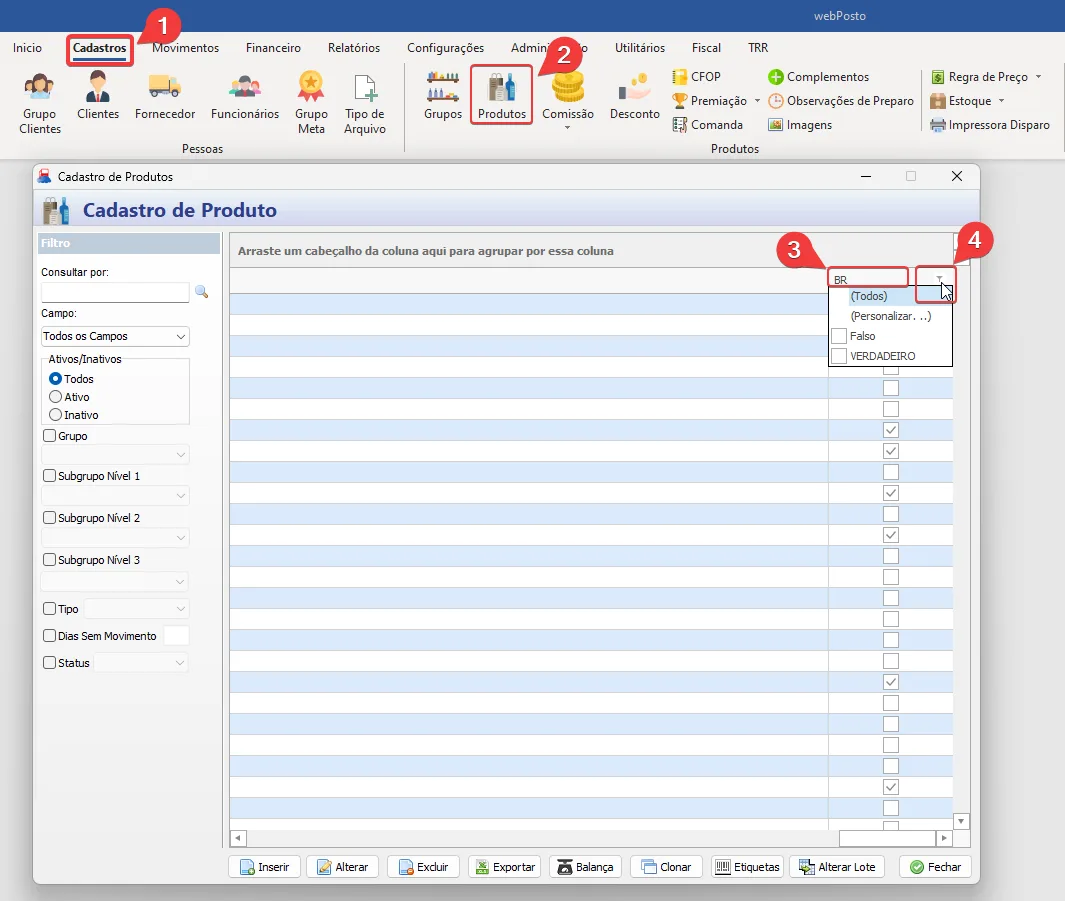 webPosto
Inicio Cadastros Movimentos Financeiro Relatórios Configurações Utilitários Fiscal TRR
1
2
Grupo Clientes
Clientes
Fornecedor
Funcionários
Grupo Meta
Tipo de Arquivo
Pessoas
Grupos
Produtos
Comissão
Desconto
CFOP
Premiação
Comanda
Complementos
Observações de Preparo
Imagens
Produtos
Regra de Preço
Estoque
Impressora Disparo
Cadastro de Produtos
Cadastro de Produto
Filtro
Consultar por:
Campo:
Todos os Campos
Ativos/Inativos
Todos
Ativo
Inativo
Grupo
Subgrupo Nível 1
Subgrupo Nível 2
Subgrupo Nível 3
Tipo
Dias Sem Movimento
Status
Arraste um cabeçalho da coluna aqui para agrupar por essa coluna
3
4
BR
(Todos)
(Personalizar. ..)
Falso
VERDADEIRO
Inserir Alterar Excluir Exportar Balança Clonar Etiquetas Alterar Lote Fechar